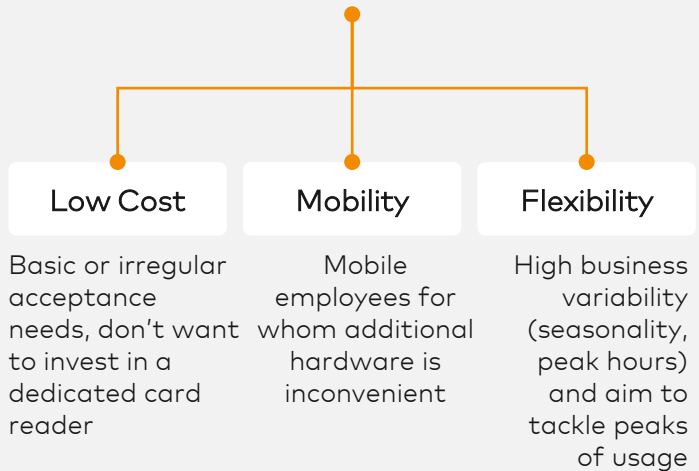 Low Cost
Mobility
Flexibility
Basic or irregular
acceptance
needs, don't want
to invest in a
dedicated card
reader
Mobile
employees for
whom additional
hardware is
inconvenient
High business
variability
(seasonality,
peak hours)
and aim to
tackle peaks
of usage